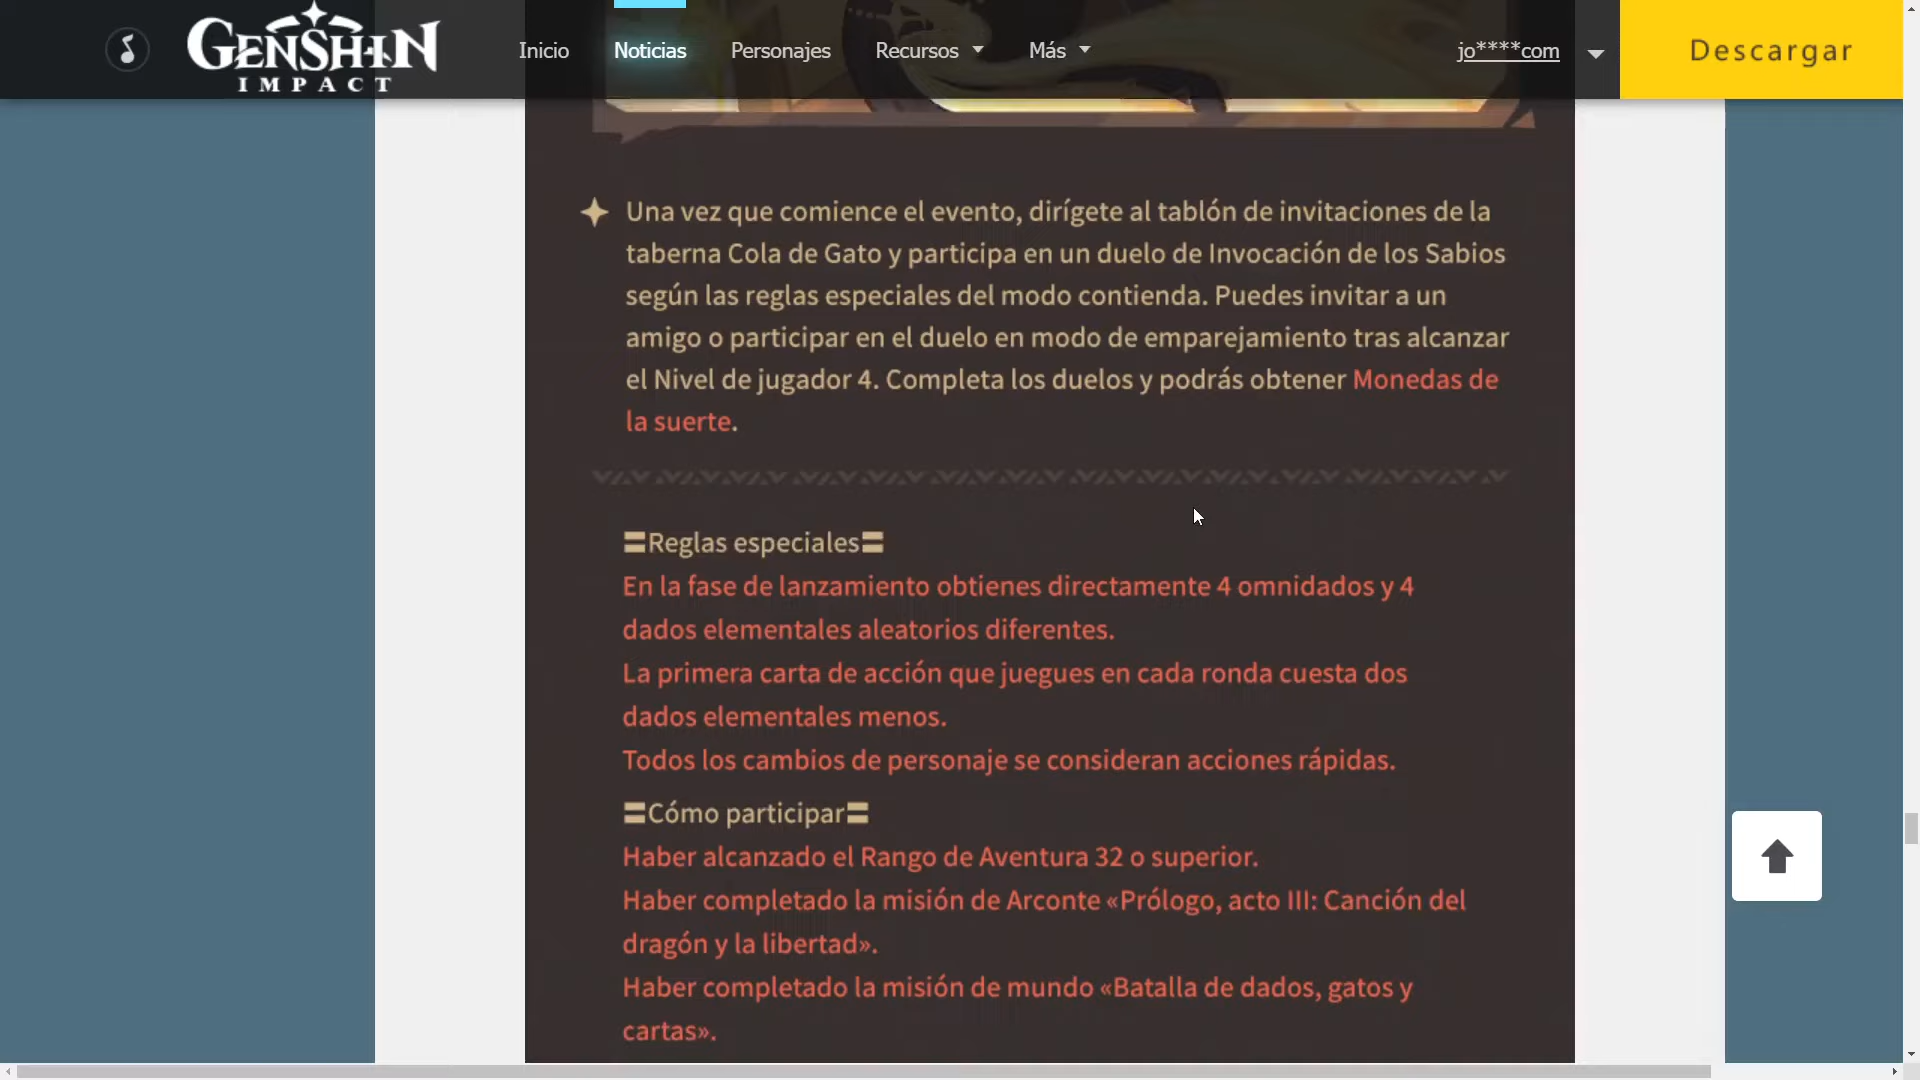 GENSHIN
IMPACT
Inicio
Noticias
Personajes
Recursos
Más
jo****com
Descargar
Una vez que comience el evento, dirígete al tablón de invitaciones de la
taberna Cola de Gato y participa en un duelo de Invocación de los Sabios
según las reglas especiales del modo contienda. Puedes invitar a un
amigo o participar en el duelo en modo de emparejamiento tras alcanzar
el Nivel de jugador 4. Completa los duelos y podrás obtener Monedas de
la suerte.
〓Reglas especiales〓
En la fase de lanzamiento obtienes directamente 4 omnidados y 4
dados elementales aleatorios diferentes.
La primera carta de acción que juegues en cada ronda cuesta dos
dados elementales menos.
Todos los cambios de personaje se consideran acciones rápidas.
〓Cómo participar〓
Haber alcanzado el Rango de Aventura 32 o superior.
Haber completado la misión de Arconte «Prólogo, acto III: Canción del
dragón y la libertad».
Haber completado la misión de mundo «Batalla de dados, gatos y
cartas».